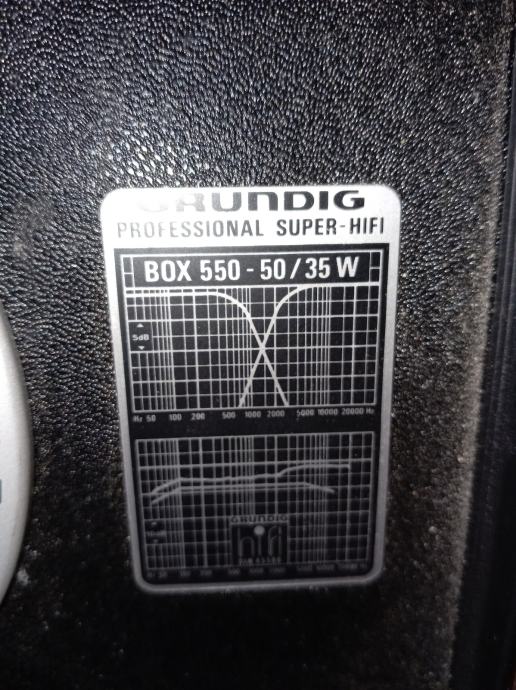 GRUNDIG
PROFESSIONAL SUPER-HIFI
BOX 550 - 50/35 W
5dB
Hz 50 100 200 500 1000 2000 5000 10000 20000 Hz
GRUNDIG
hifi